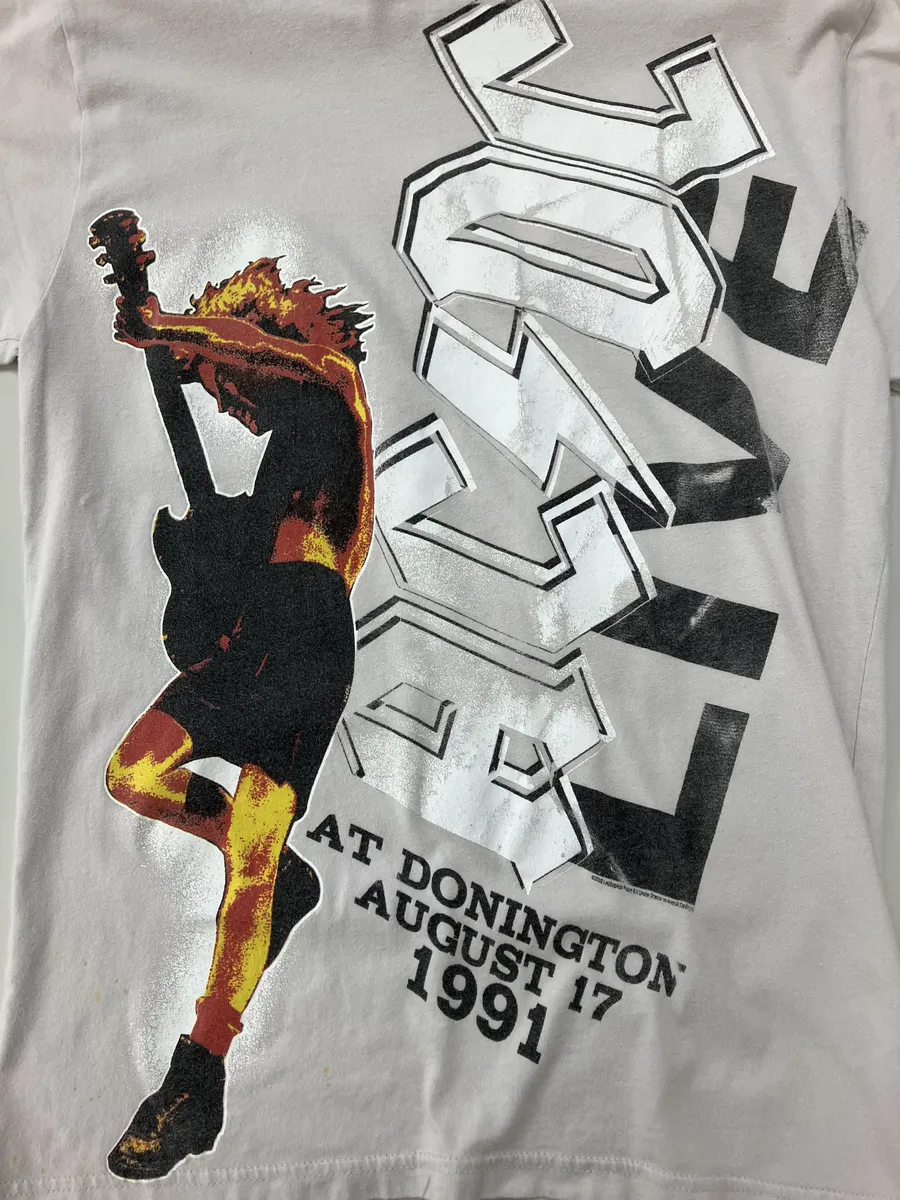 AC⚡DC
LIVE
AT DONINGTON
AUGUST 17
1991